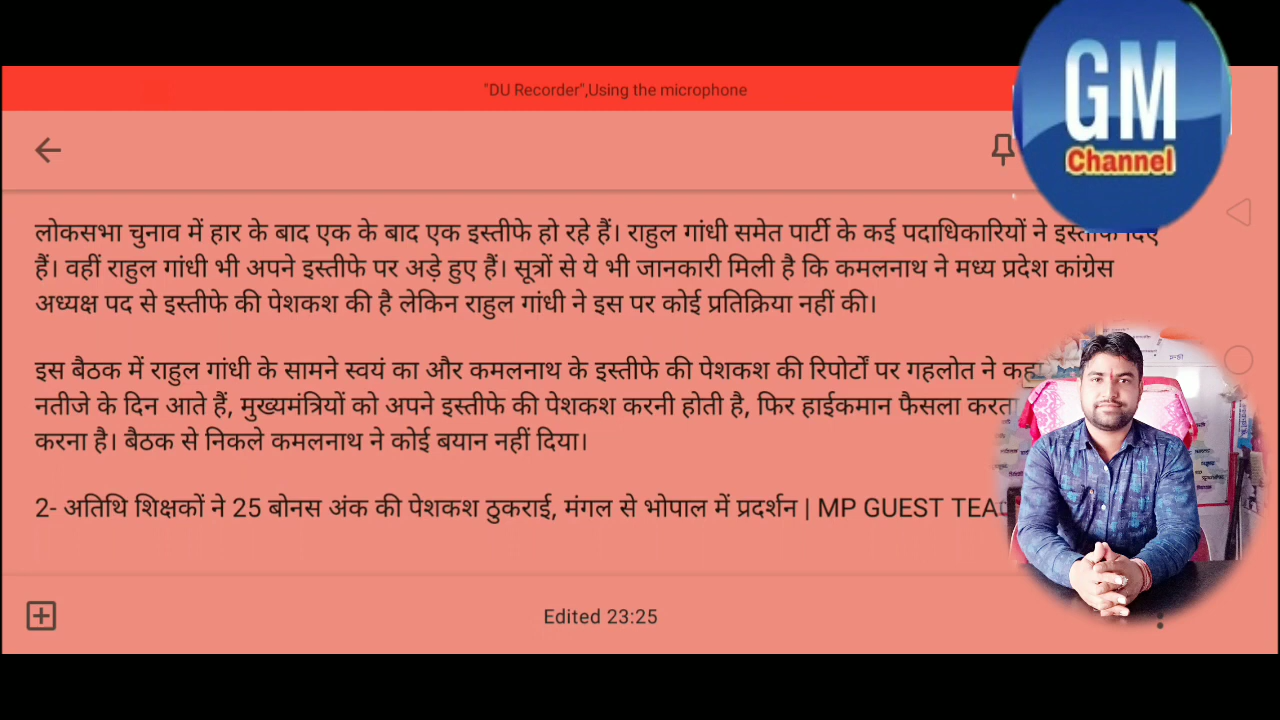 "DU Recorder",Using the microphone
GM
Channel
लोकसभा चुनाव में हार के बाद एक के बाद एक इस्तीफे हो रहे हैं। राहुल गांधी समेत पार्टी के कई पदाधिकारियों ने इस्तीफे दिए
हैं। वहीं राहुल गांधी भी अपने इस्तीफे पर अड़े हुए हैं। सूत्रों से ये भी जानकारी मिली है कि कमलनाथ ने मध्य प्रदेश कांग्रेस
अध्यक्ष पद से इस्तीफे की पेशकश की है लेकिन राहुल गांधी ने इस पर कोई प्रतिक्रिया नहीं की।
इस बैठक में राहुल गांधी के सामने स्वयं का और कमलनाथ के इस्तीफे की पेशकश की रिपोर्टों पर गहलोत ने
नतीजे के दिन आते हैं, मुख्यमंत्रियों को अपने इस्तीफे की पेशकश करनी होती है, फिर हाईकमान फैसला करता
करना है। बैठक से निकले कमलनाथ ने कोई बयान नहीं दिया।
2- अतिथि शिक्षकों ने 25 बोनस अंक की पेशकश ठुकराई, मंगल से भोपाल में प्रदर्शन | MP GUEST
Edited 23:25